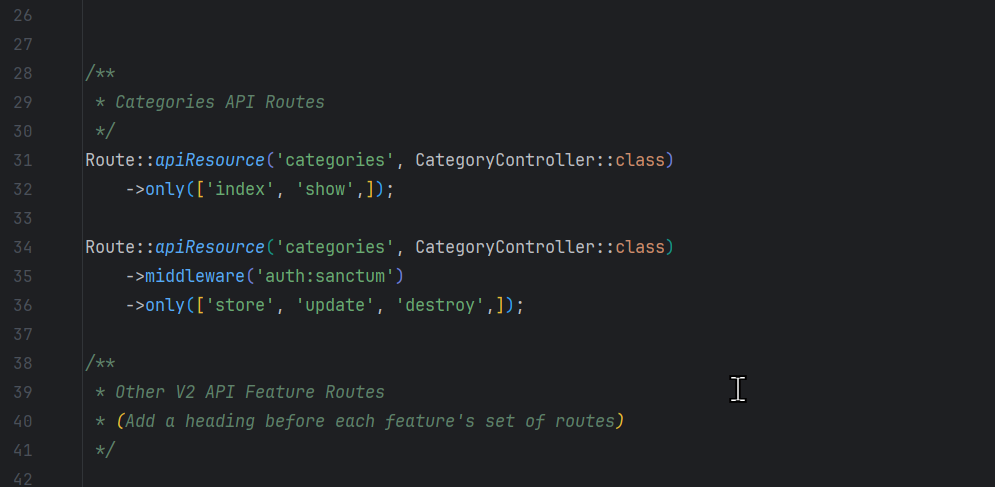 26
27
28 /**
29  * Categories API Routes
30  */
31 Route::apiResource('categories', CategoryController::class)
32     ->only(['index', 'show',]);
33
34 Route::apiResource('categories', CategoryController::class)
35     ->middleware('auth:sanctum')
36     ->only(['store', 'update', 'destroy',]);
37
38 /**
39  * Other V2 API Feature Routes
40  * (Add a heading before each feature's set of routes)
41  */
42